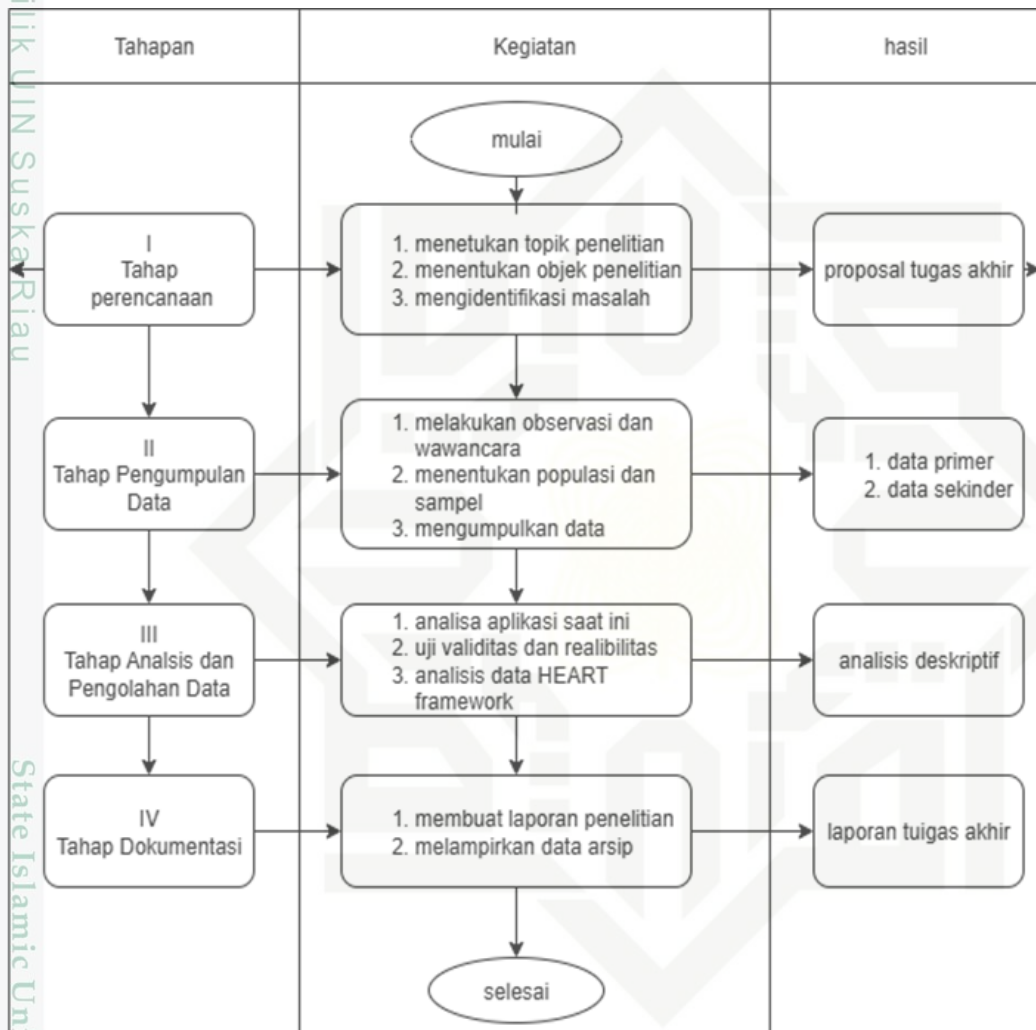 Tahapan
Kegiatan
hasil
mulai
I
Tahap
perencanaan
1. menetukan topik penelitian
2. menentukan objek penelitian
3. mengidentifikasi masalah
proposal tugas akhir
II
Tahap Pengumpulan
Data
1. melakukan observasi dan
wawancara
2. menentukan populasi dan
sampel
3. mengumpulkan data
1. data primer
2. data sekinder
III
Tahap Analsis dan
Pengolahan Data
1. analisa aplikasi saat ini
2. uji validitas dan realibilitas
3. analisis data HEART
framework
analisis deskriptif
IV
Tahap Dokumentasi
1. membuat laporan penelitian
2. melampirkan data arsip
laporan tuigas akhir
selesai
ilik UIN Suska Riau
State Islamic Un